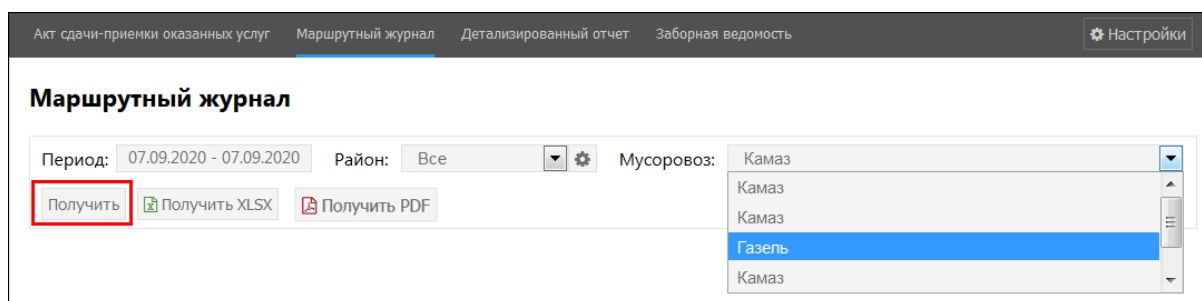 Акт сдачи-приемки оказанных услуг Маршрутный журнал Детализированный отчет Заборная ведомость Настройки
Маршрутный журнал
Период: 07.09.2020 - 07.09.2020 Район: Все Мусоровоз: Камаз
Получить Получить XLSX Получить PDF
Камаз
Камаз
Газель
Камаз